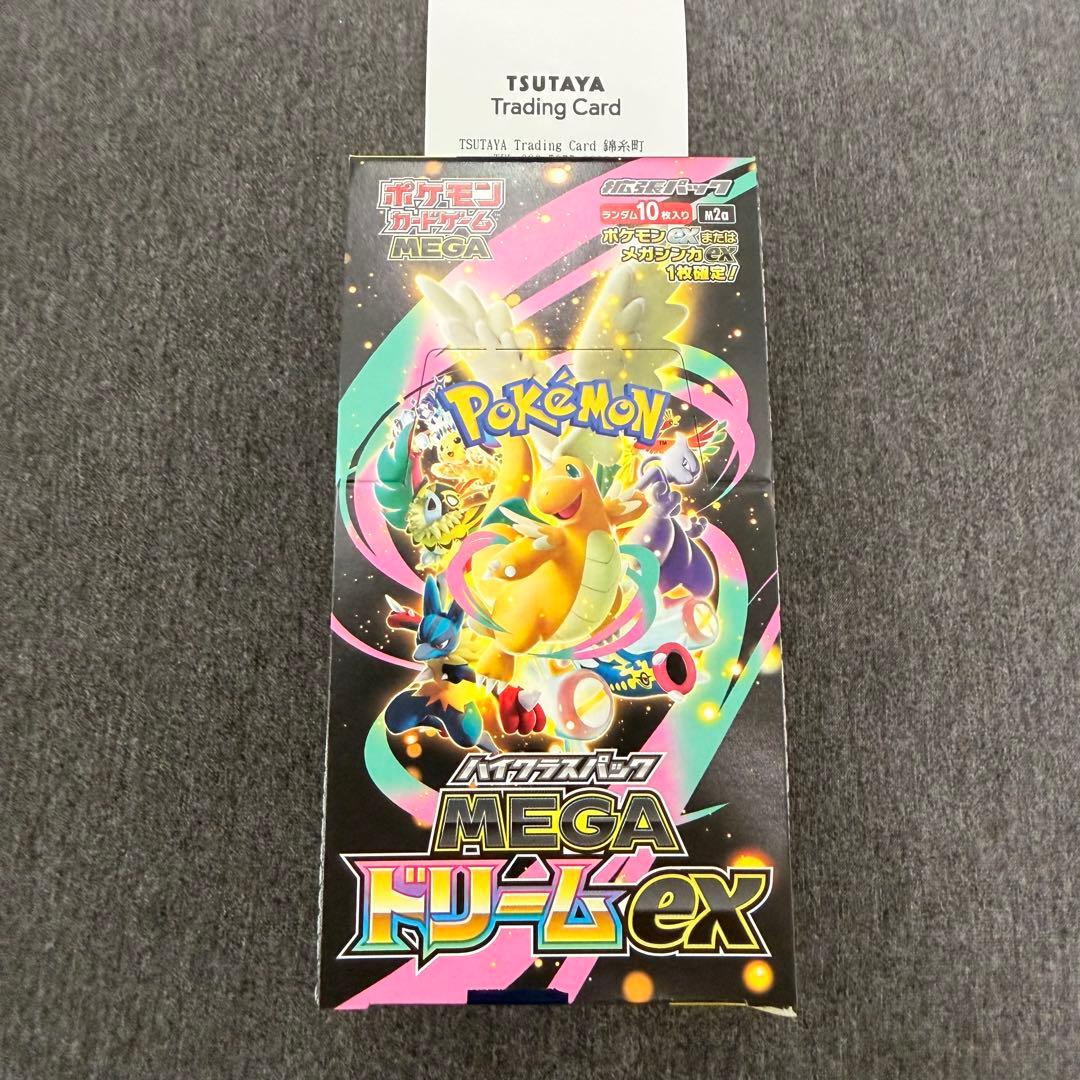 TSUTAYA
Trading Card
TSUTAYA Trading Card 錦糸町
ポケモン
カードゲーム
MEGA
拡張パック
ランダム10枚入り M2a
ポケモンexまたは
メガシンカex
1枚確定!
POKéMON
TM
ハイクラスパック
MEGA
ドリームex